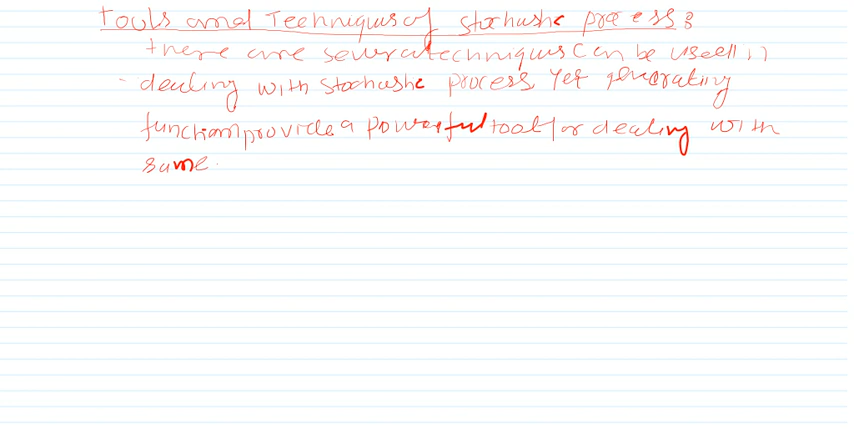 Tools and Techniques of stochastic process :
there are several techniques can be used in
dealing with stochastic process yet generating
function provide a powerful tool for dealing with
same.